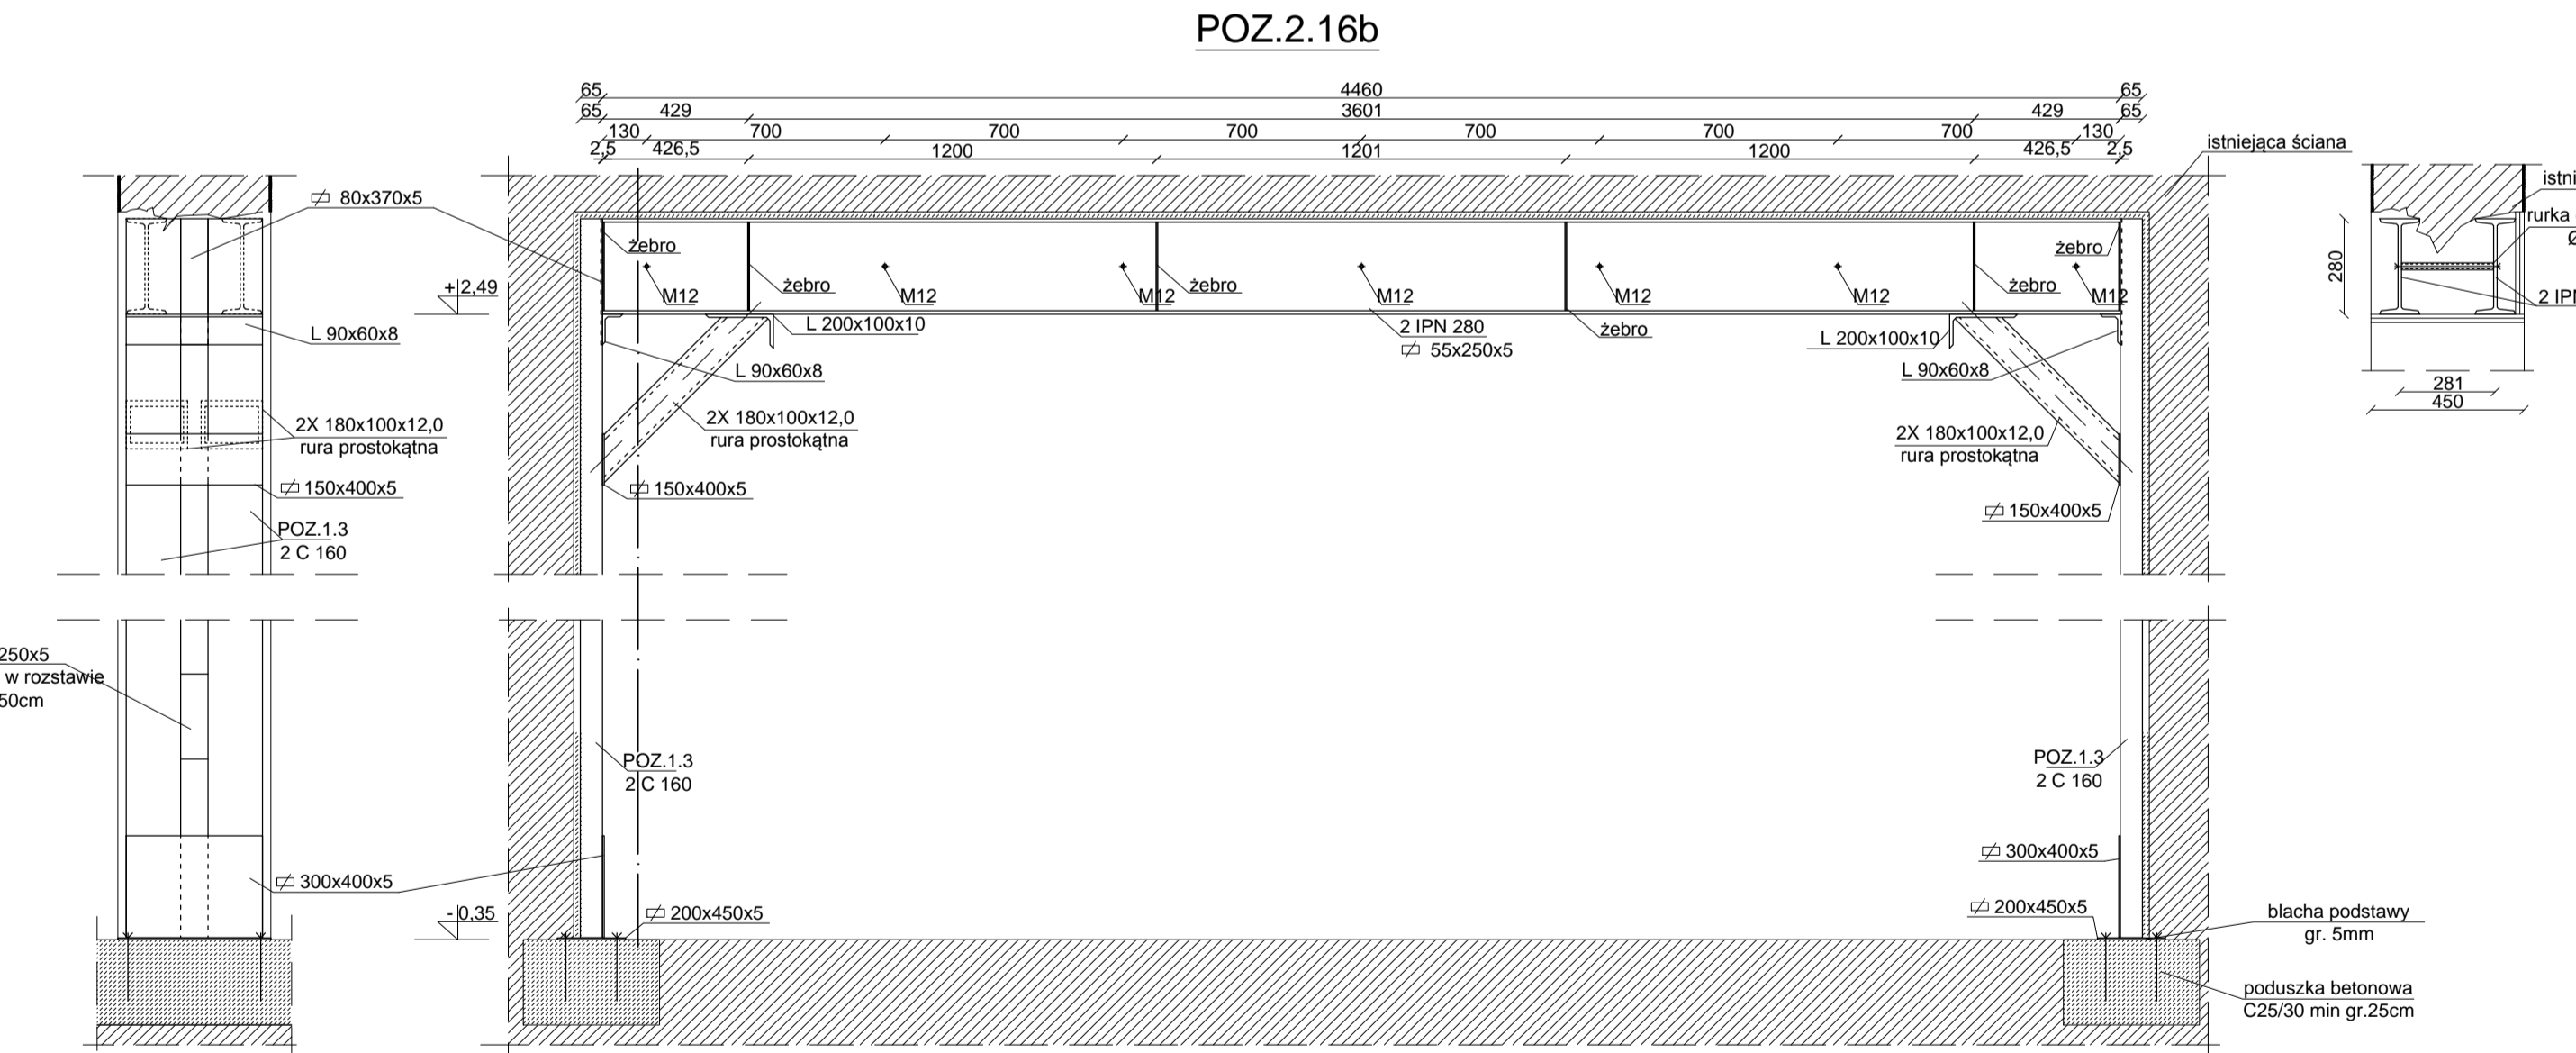 POZ.2.16b
65 4460 65
65 429 3601 429 65
130 700 700 700 700 700 700 130
2,5 426,5 1200 1201 1200 426,5 2,5
istniejąca ściana
80x370x5
L 90x60x8
2X 180x100x12,0
rura prostokątna
150x400x5
POZ.1.3
2 C 160
250x5
w rozstawie
50cm
300x400x5
+2,49
-0,35
żebro
żebro
żebro
żebro
żebro
żebro
M12
M12
M12
M12
M12
M12
M12
L 200x100x10
L 90x60x8
2 IPN 280
55x250x5
L 200x100x10
L 90x60x8
2X 180x100x12,0
rura prostokątna
2X 180x100x12,0
rura prostokątna
150x400x5
150x400x5
POZ.1.3
2 C 160
POZ.1.3
2 C 160
300x400x5
200x450x5
200x450x5
blacha podstawy
gr. 5mm
poduszka betonowa
C25/30 min gr.25cm
istni
rurka
Ø
2 IPN
280
281
450